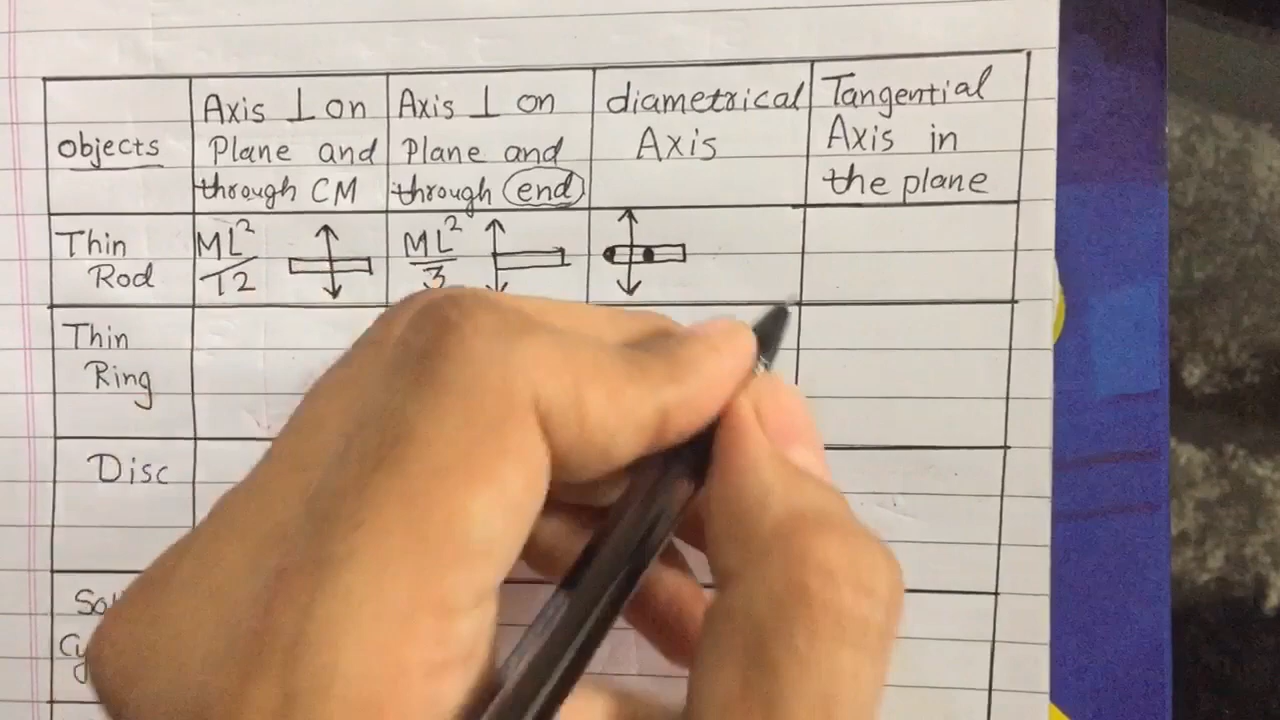 objects
Axis ⊥ on
Plane and
through CM
Axis ⊥ on
Plane and
through end
diametrical
Axis
Tangential
Axis in
the plane
Thin
Rod
ML²
12
ML²
3
Thin
Ring
Disc